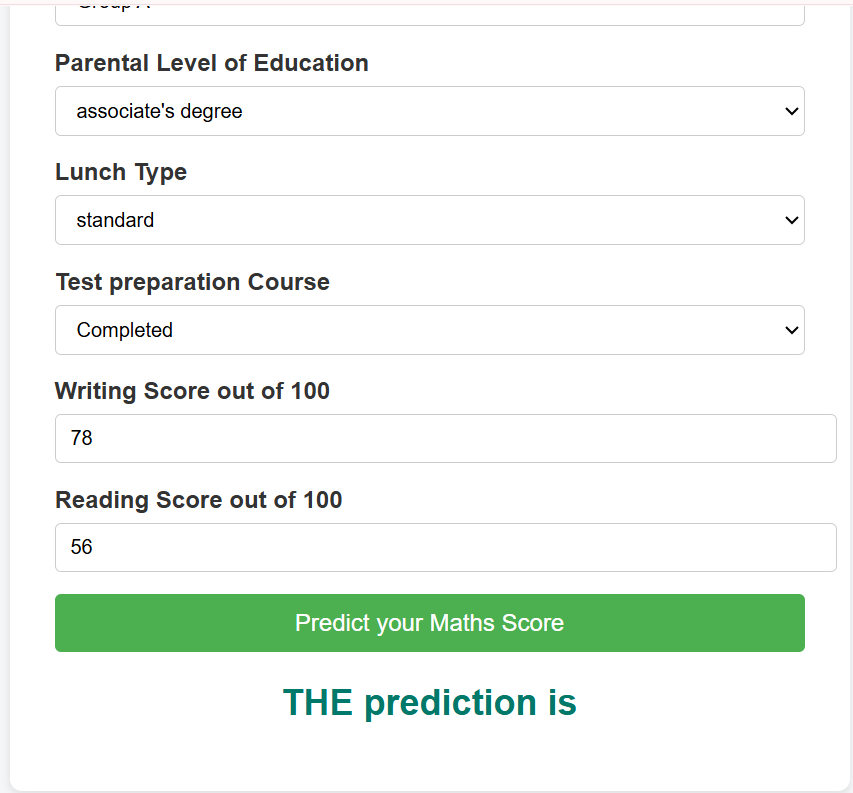 Parental Level of Education
associate's degree
Lunch Type
standard
Test preparation Course
Completed
Writing Score out of 100
78
Reading Score out of 100
56
Predict your Maths Score
THE prediction is